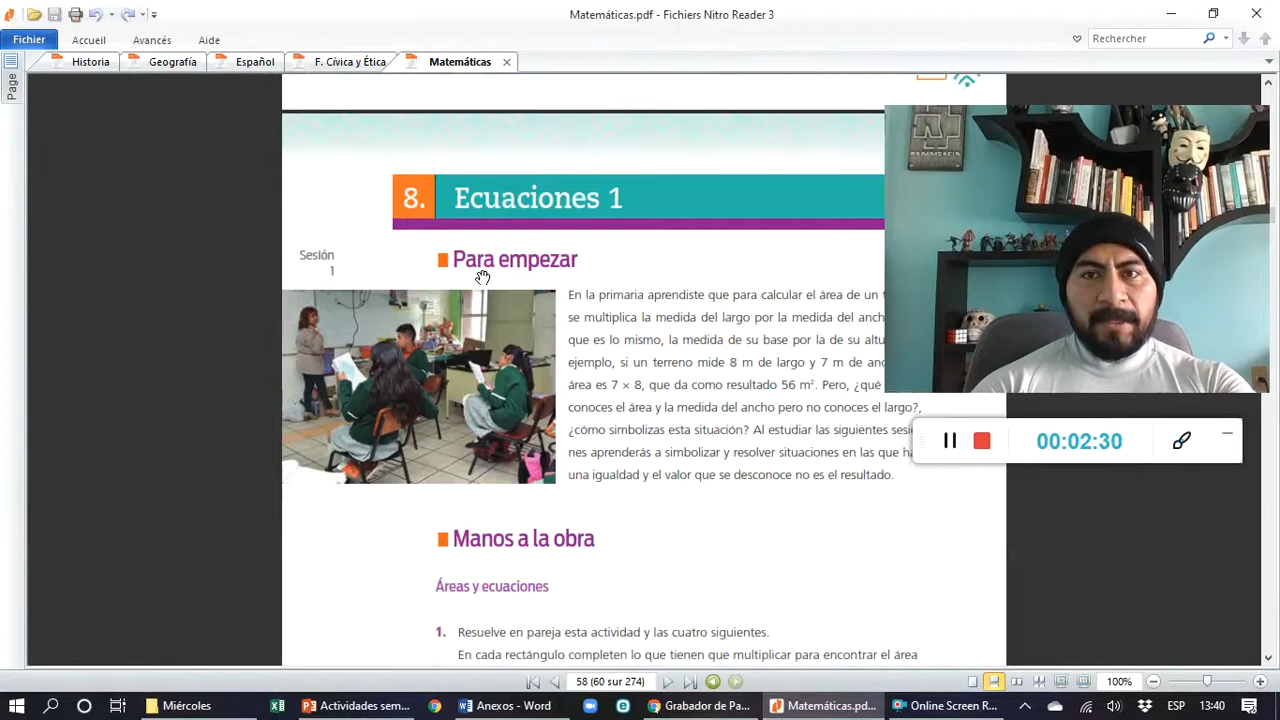 Matemáticas.pdf - Fichiers Nitro Reader 3
Fichier Accueil Avancés Aide
Rechercher
Historia Geografía Español F. Cívica y Ética Matemáticas
Page
RAMMSTEIN
8. Ecuaciones 1
Sesión
1
Para empezar
En la primaria aprendiste que para calcular el área de un
se multiplica la medida del largo por la medida del
que es lo mismo, la medida de su base por la de su
ejemplo, si un terreno mide 8 m de largo y 7 m de
área es 7 × 8, que da como resultado 56 m². Pero, ¿qué
conoces el área y la medida del ancho pero no conoces el largo?,
¿cómo simbolizas esta situación? Al estudiar las siguientes sesio-
nes aprenderás a simbolizar y resolver situaciones en las que
una igualdad y el valor que se desconoce no es el resultado.
00:02:30
Manos a la obra
Áreas y ecuaciones
1. Resuelve en pareja esta actividad y las cuatro siguientes.
En cada rectángulo completen lo que tienen que multiplicar para encontrar el área
58 (60 sur 274)
100%
Miércoles
Actividades sem...
Anexos - Word
Grabador de Pa...
Matemáticas.pd...
Online Screen R...
ESP 13:40